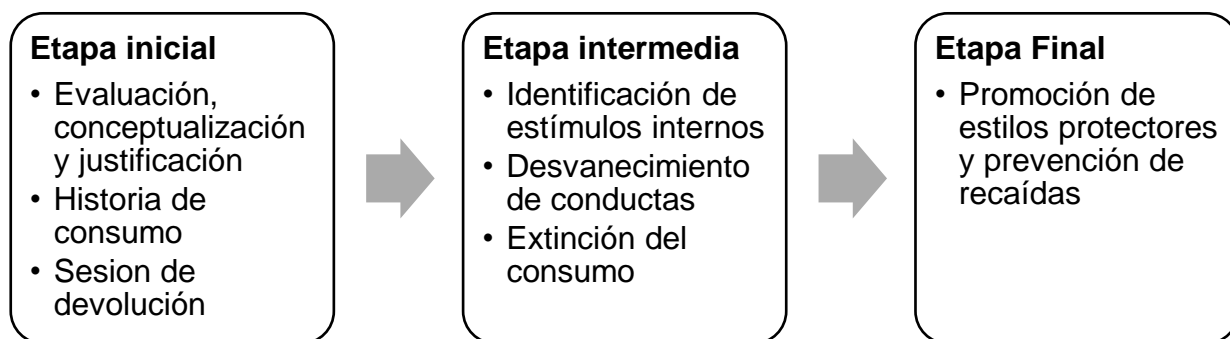 Etapa inicial
• Evaluación,
conceptualización
y justificación
• Historia de
consumo
• Sesion de
devolución
Etapa intermedia
• Identificación de
estímulos internos
• Desvanecimiento
de conductas
• Extinción del
consumo
Etapa Final
• Promoción de
estilos protectores
y prevención de
recaídas